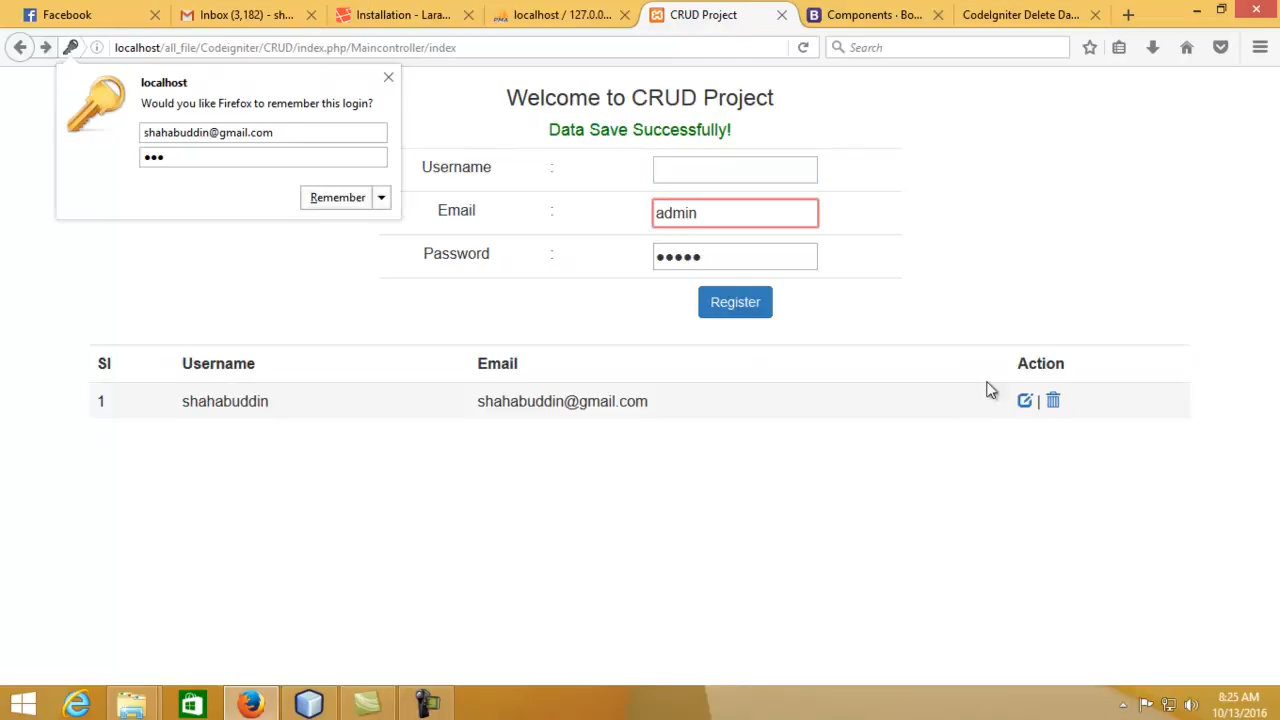 Facebook
Inbox (3,182) - sh...
Installation - Lara...
localhost / 127.0.0...
CRUD Project
Components · Bo...
CodeIgniter Delete Da...
localhost/all_file/Codeigniter/CRUD/index.php/Maincontroller/index
Search
localhost
Would you like Firefox to remember this login?
shahabuddin@gmail.com
Remember
Welcome to CRUD Project
Data Save Successfully!
Username :
Email : admin
Password :
Register
Sl Username Email Action
1 shahabuddin shahabuddin@gmail.com |
8:25 AM
10/13/2016